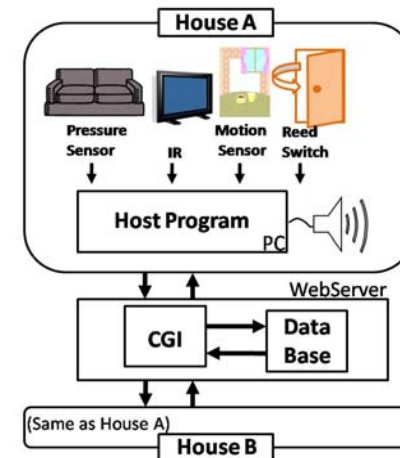 House A
Pressure
Sensor
IR
Motion
Sensor
Reed
Switch
Host Program
PC
WebServer
CGI
Data
Base
(Same as House A)
House B